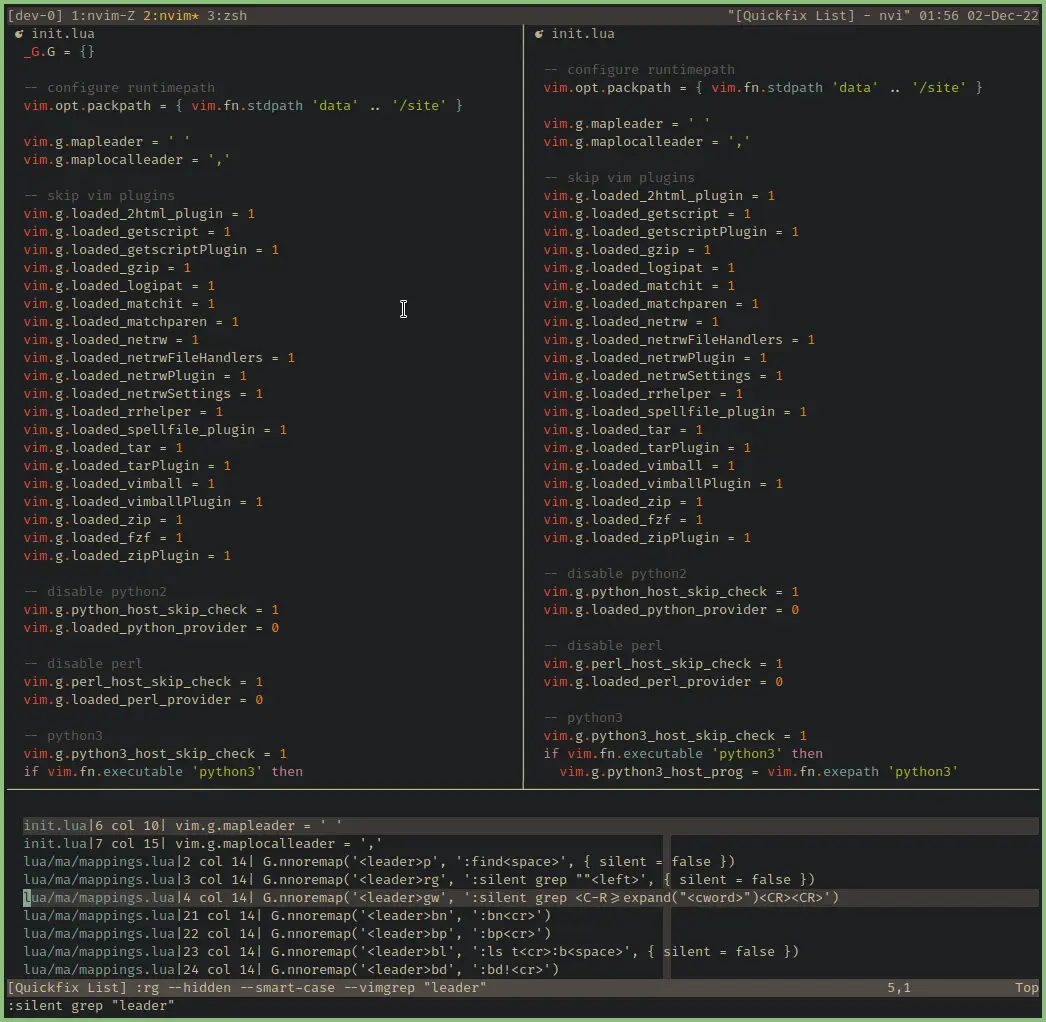 [dev-0] 1:nvim-Z 2:nvim* 3:zsh "[Quickfix List] - nvi" 01:56 02-Dec-22
init.lua
_G.G = {}
-- configure runtimepath
vim.opt.packpath = { vim.fn.stdpath 'data' .. '/site' }
vim.g.mapleader = ' '
vim.g.maplocalleader = ','
-- skip vim plugins
vim.g.loaded_2html_plugin = 1
vim.g.loaded_getscript = 1
vim.g.loaded_getscriptPlugin = 1
vim.g.loaded_gzip = 1
vim.g.loaded_logipat = 1
vim.g.loaded_matchit = 1
vim.g.loaded_matchparen = 1
vim.g.loaded_netrw = 1
vim.g.loaded_netrwFileHandlers = 1
vim.g.loaded_netrwPlugin = 1
vim.g.loaded_netrwSettings = 1
vim.g.loaded_rrhelper = 1
vim.g.loaded_spellfile_plugin = 1
vim.g.loaded_tar = 1
vim.g.loaded_tarPlugin = 1
vim.g.loaded_vimball = 1
vim.g.loaded_vimballPlugin = 1
vim.g.loaded_zip = 1
vim.g.loaded_fzf = 1
vim.g.loaded_zipPlugin = 1
-- disable python2
vim.g.python_host_skip_check = 1
vim.g.loaded_python_provider = 0
-- disable perl
vim.g.perl_host_skip_check = 1
vim.g.loaded_perl_provider = 0
-- python3
vim.g.python3_host_skip_check = 1
if vim.fn.executable 'python3' then
init.lua
-- configure runtimepath
vim.opt.packpath = { vim.fn.stdpath 'data' .. '/site' }
vim.g.mapleader = ' '
vim.g.maplocalleader = ','
-- skip vim plugins
vim.g.loaded_2html_plugin = 1
vim.g.loaded_getscript = 1
vim.g.loaded_getscriptPlugin = 1
vim.g.loaded_gzip = 1
vim.g.loaded_logipat = 1
vim.g.loaded_matchit = 1
vim.g.loaded_matchparen = 1
vim.g.loaded_netrw = 1
vim.g.loaded_netrwFileHandlers = 1
vim.g.loaded_netrwPlugin = 1
vim.g.loaded_netrwSettings = 1
vim.g.loaded_rrhelper = 1
vim.g.loaded_spellfile_plugin = 1
vim.g.loaded_tar = 1
vim.g.loaded_tarPlugin = 1
vim.g.loaded_vimball = 1
vim.g.loaded_vimballPlugin = 1
vim.g.loaded_zip = 1
vim.g.loaded_fzf = 1
vim.g.loaded_zipPlugin = 1
-- disable python2
vim.g.python_host_skip_check = 1
vim.g.loaded_python_provider = 0
-- disable perl
vim.g.perl_host_skip_check = 1
vim.g.loaded_perl_provider = 0
-- python3
vim.g.python3_host_skip_check = 1
if vim.fn.executable 'python3' then
vim.g.python3_host_prog = vim.fn.exepath 'python3'
init.lua|6 col 10| vim.g.mapleader = ' '
init.lua|7 col 15| vim.g.maplocalleader = ','
lua/ma/mappings.lua|2 col 14| G.nnoremap('<leader>p', ':find<space>', { silent = false })
lua/ma/mappings.lua|3 col 14| G.nnoremap('<leader>rg', ':silent grep ""<left>', { silent = false })
lua/ma/mappings.lua|4 col 14| G.nnoremap('<leader>gw', ':silent grep <C-R>=expand("<cword>")<CR><CR>')
lua/ma/mappings.lua|21 col 14| G.nnoremap('<leader>bn', ':bn<cr>')
lua/ma/mappings.lua|22 col 14| G.nnoremap('<leader>bp', ':bp<cr>')
lua/ma/mappings.lua|23 col 14| G.nnoremap('<leader>bl', ':ls t<cr>:b<space>', { silent = false })
lua/ma/mappings.lua|24 col 14| G.nnoremap('<leader>bd', ':bd!<cr>')
[Quickfix List] :rg --hidden --smart-case --vimgrep "leader" 5,1 Top
:silent grep "leader"